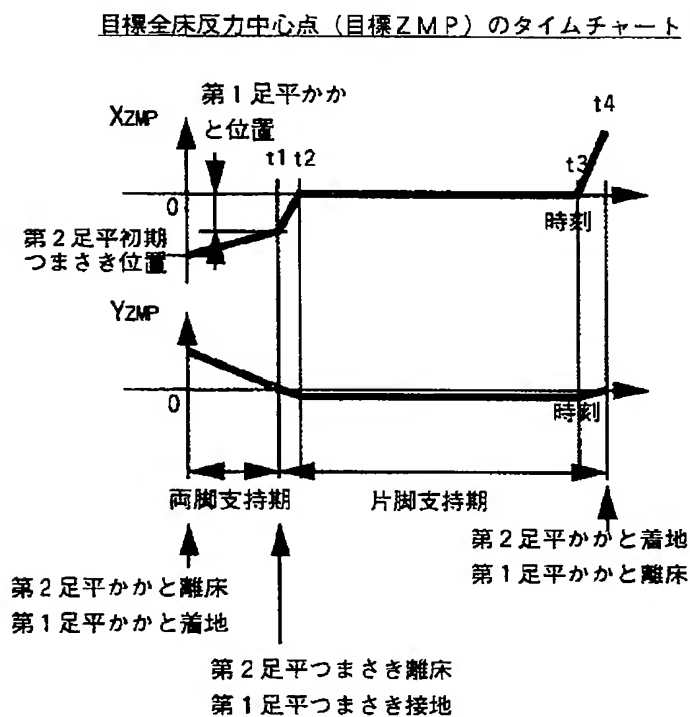 目標全床反力中心点(目標ZMP)のタイムチャート
第1足平かか
と位置
XZMP
t1
t2
t3
t4
0
時刻
第2足平初期
つまさき位置
YZMP
0
時刻
両脚支持期
片脚支持期
第2足平かかと着地
第1足平かかと離床
第2足平かかと離床
第1足平かかと着地
第2足平つまさき離床
第1足平つまさき接地